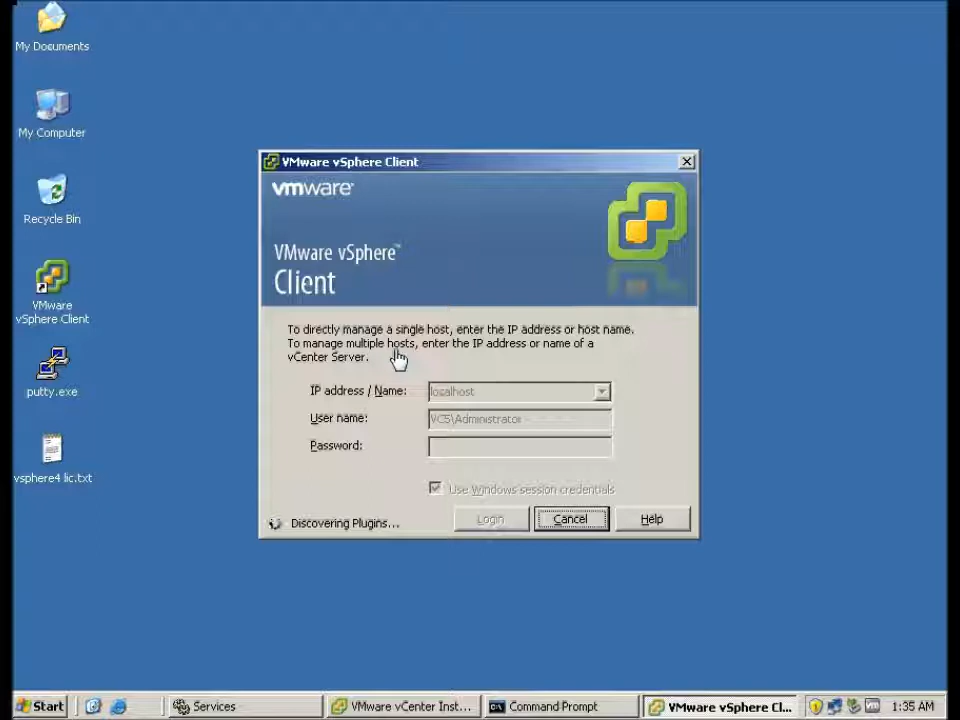 My Documents
My Computer
Recycle Bin
VMware
vSphere Client
putty.exe
vsphere4 lic.txt
VMware vSphere Client
vmware
VMware vSphere™
Client
To directly manage a single host, enter the IP address or host name.
To manage multiple hosts, enter the IP address or name of a
vCenter Server.
IP address / Name:
localhost
User name:
VC5\Administrator
Password:
Use Windows session credentials
Discovering Plugins...
Login
Cancel
Help
Start
Services
VMware vCenter Inst...
Command Prompt
VMware vSphere Cl...
1:35 AM